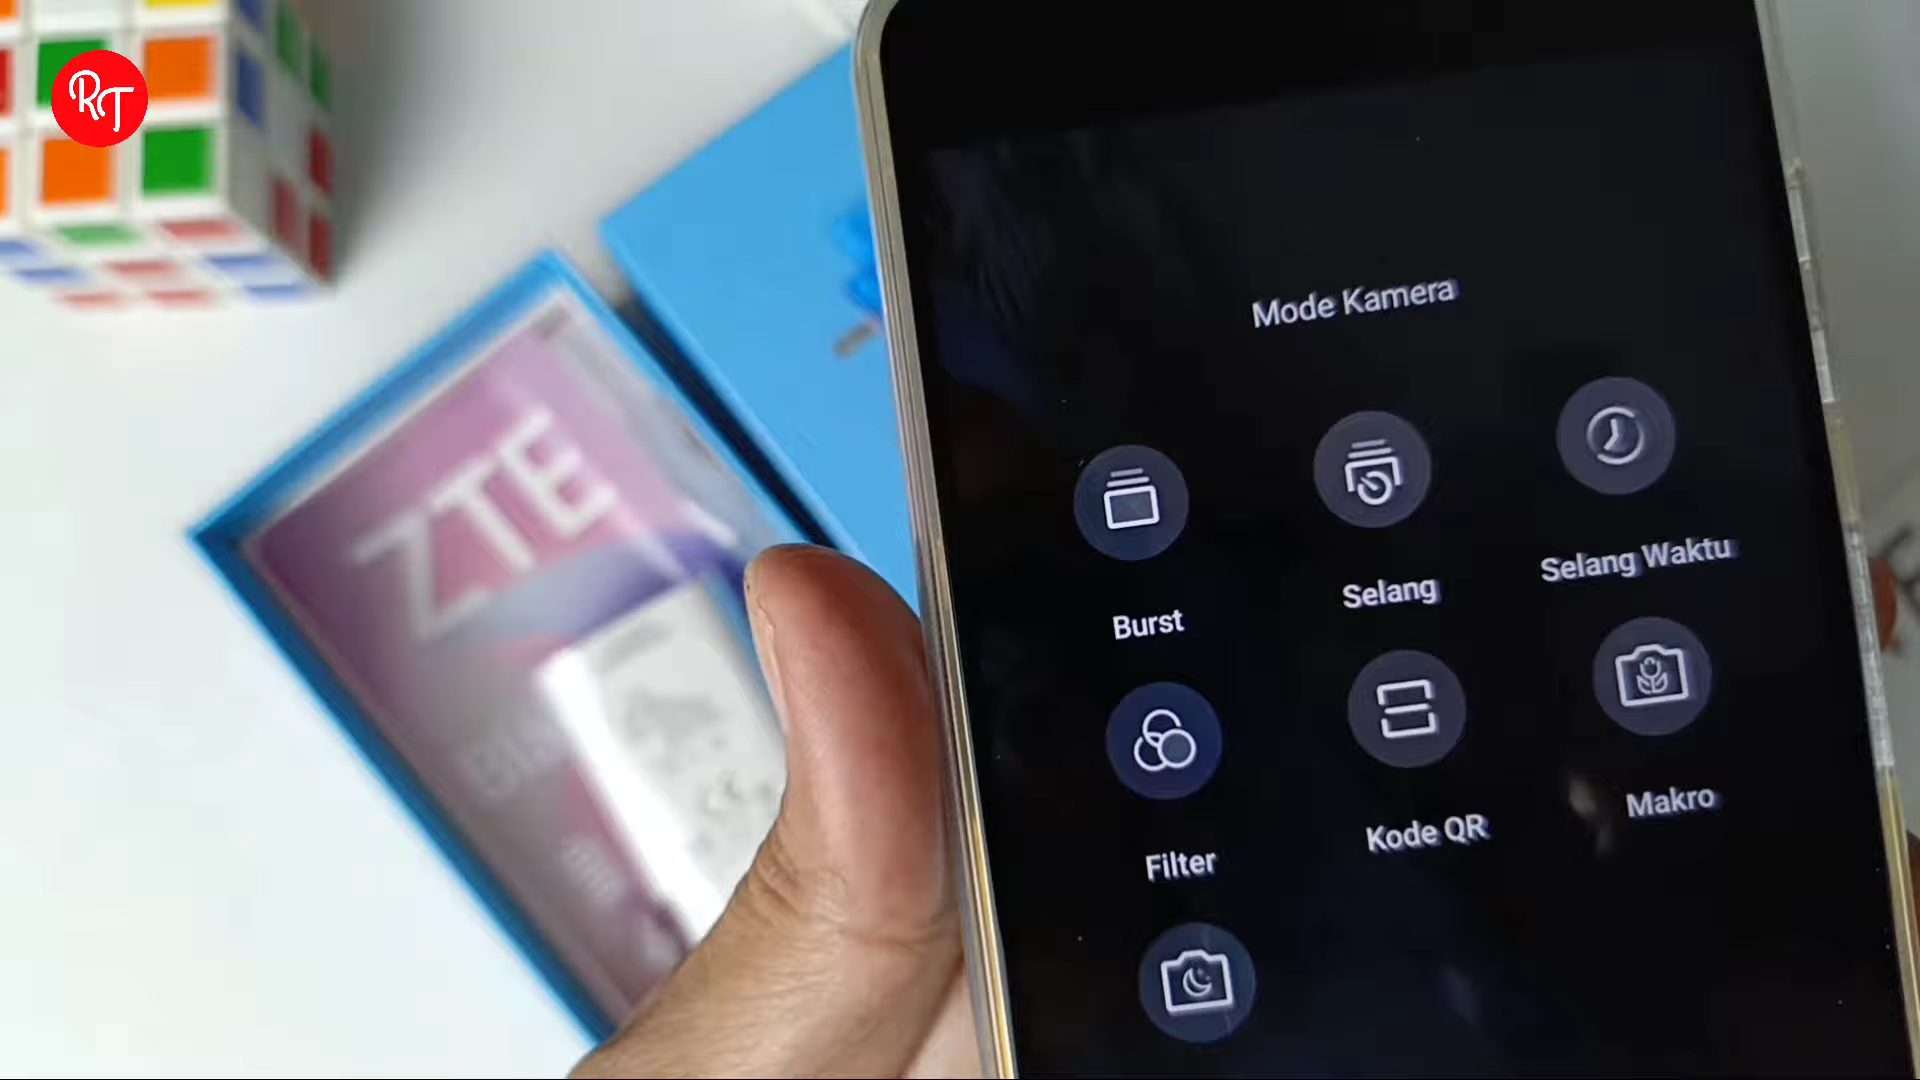 RT
ZTE
Mode Kamera
Burst
Selang
Selang Waktu
Filter
Kode QR
Makro